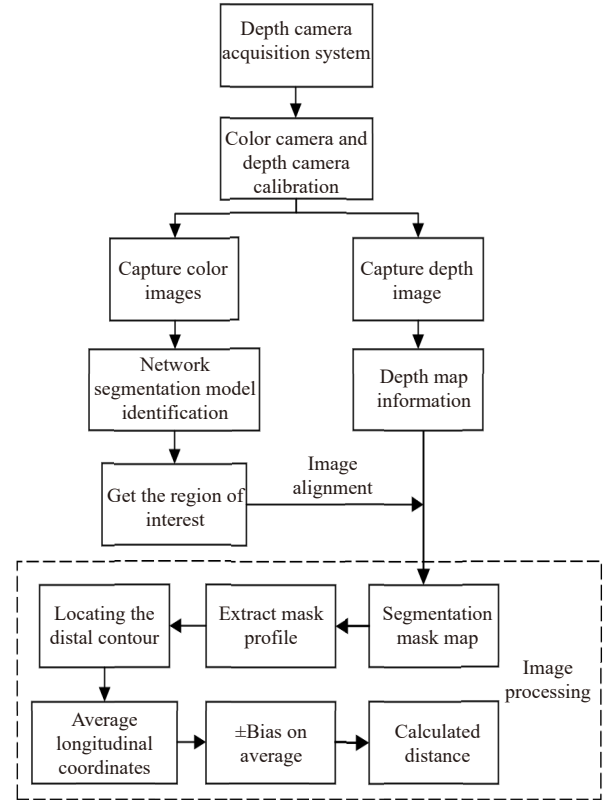 Depth camera
acquisition system
Color camera and
depth camera
calibration
Capture color
images
Capture depth
image
Network
segmentation model
identification
Depth map
information
Get the region of
interest
Image
alignment
Locating the
distal contour
Extract mask
profile
Segmentation
mask map
Image
processing
Average
longitudinal
coordinates
±Bias on
average
Calculated
distance